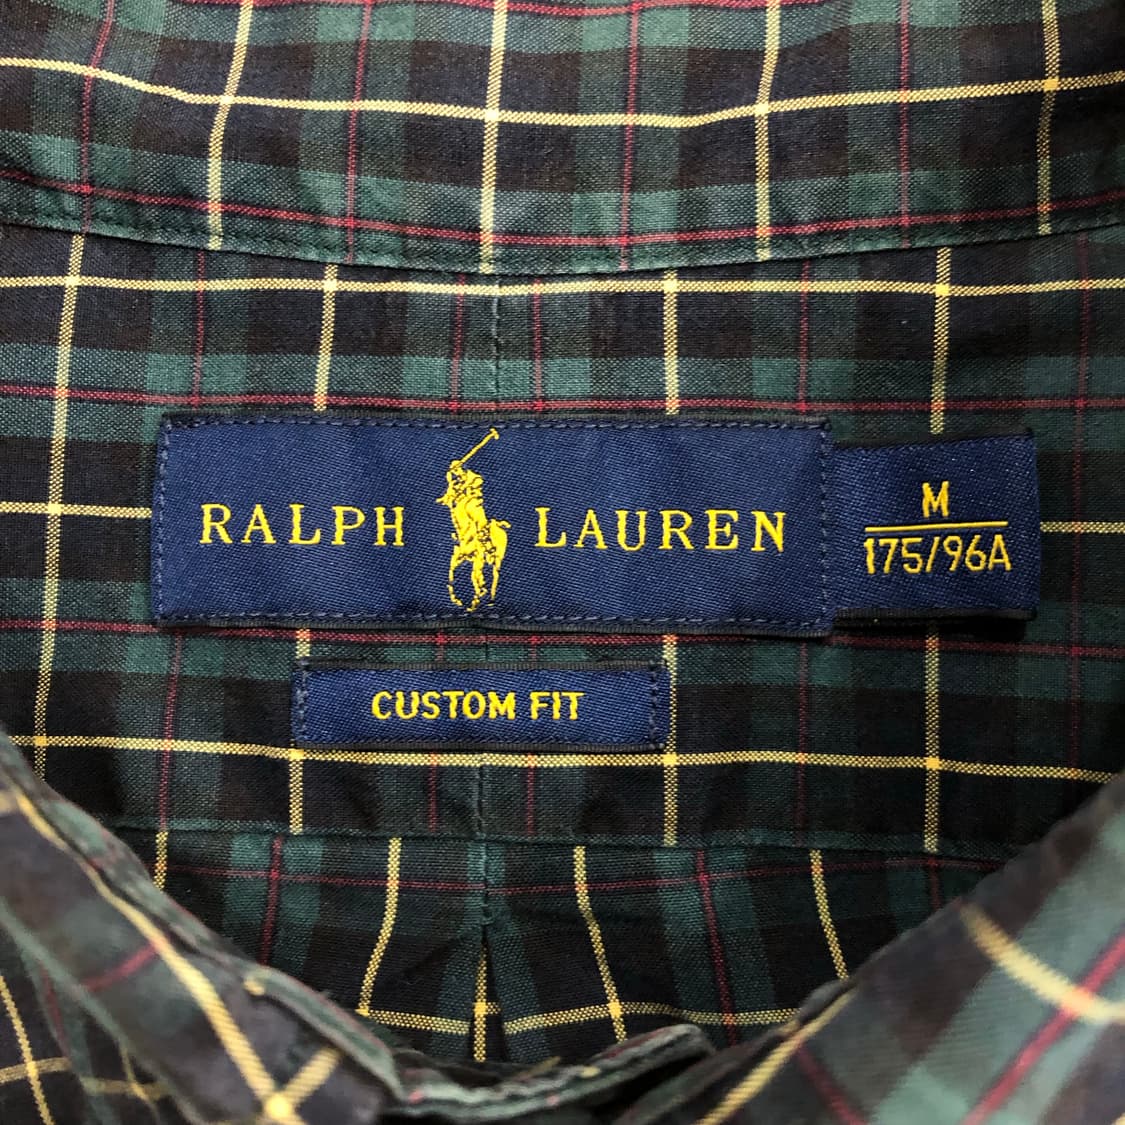 RALPH LAUREN
M
175/96A
CUSTOM FIT